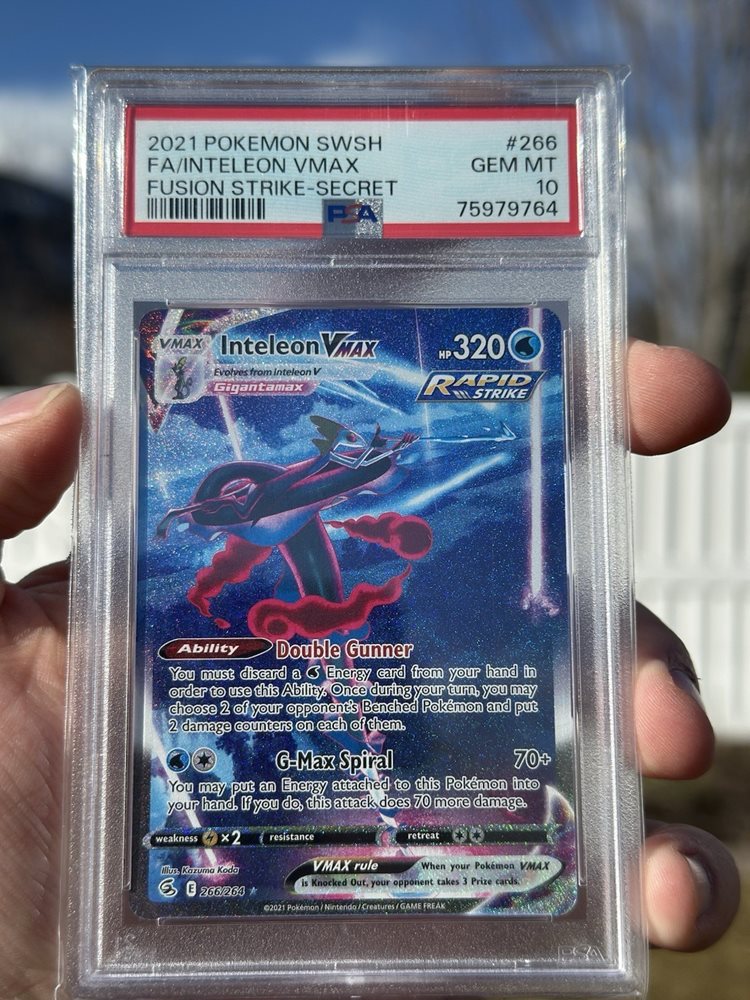 2021 POKEMON SWSH #266
FA/INTELEON VMAX GEM MT
FUSION STRIKE-SECRET 10
PSA 75979764
VMAX Inteleon VMAX HP 320
Evolves from Inteleon V
Gigantamax
RAPID
STRIKE
Ability Double Gunner
You must discard a Energy card from your hand in
order to use this Ability. Once during your turn, you may
choose 2 of your opponent's Benched Pokémon and put
2 damage counters on each of them.
G-Max Spiral 70+
You may put an Energy attached to this Pokémon into
your hand. If you do, this attack does 70 more damage.
weakness ×2 resistance retreat
Illus. Kazuma Koda
VMAX rule When your Pokémon VMAX
is Knocked Out, your opponent takes 3 Prize cards.
E 266/264
©2021 Pokémon / Nintendo / Creatures / GAME FREAK
PSA